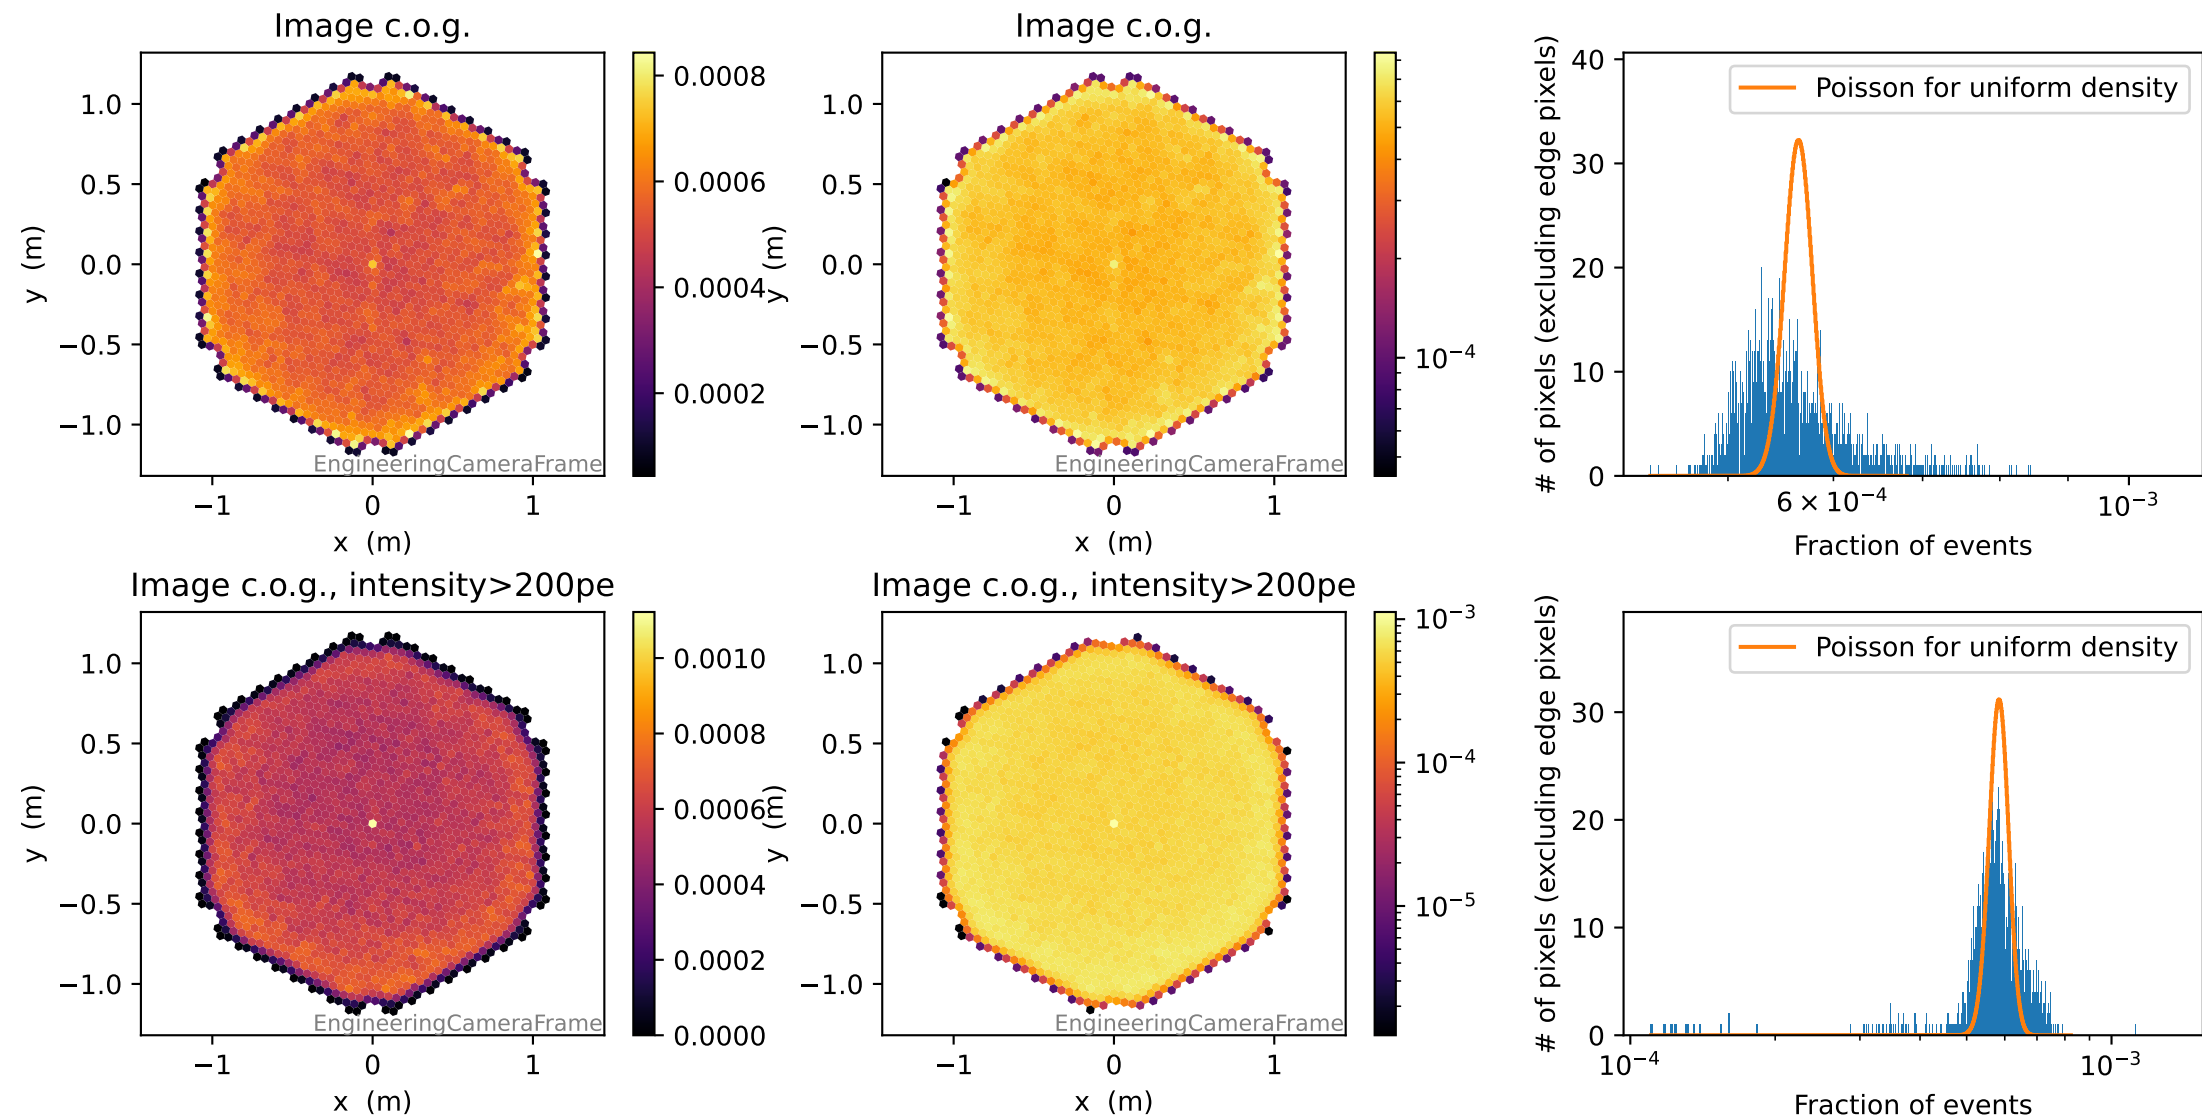 Image c.o.g.
1.0
0.5
0.0
−0.5
−1.0
y (m)
−1
0
1
x (m)
EngineeringCameraFrame
0.0008
0.0006
0.0004
0.0002
Image c.o.g.
1.0
0.5
0.0
−0.5
−1.0
y (m)
−1
0
1
x (m)
EngineeringCameraFrame
10⁻⁴
40
30
20
10
0
# of pixels (excluding edge pixels)
Poisson for uniform density
6 × 10⁻⁴
10⁻³
Fraction of events
Image c.o.g., intensity>200pe
1.0
0.5
0.0
−0.5
−1.0
y (m)
−1
0
1
x (m)
EngineeringCameraFrame
0.0010
0.0008
0.0006
0.0004
0.0002
0.0000
Image c.o.g., intensity>200pe
1.0
0.5
0.0
−0.5
−1.0
y (m)
−1
0
1
x (m)
EngineeringCameraFrame
10⁻³
10⁻⁴
10⁻⁵
30
20
10
0
# of pixels (excluding edge pixels)
Poisson for uniform density
10⁻⁴
10⁻³
Fraction of events